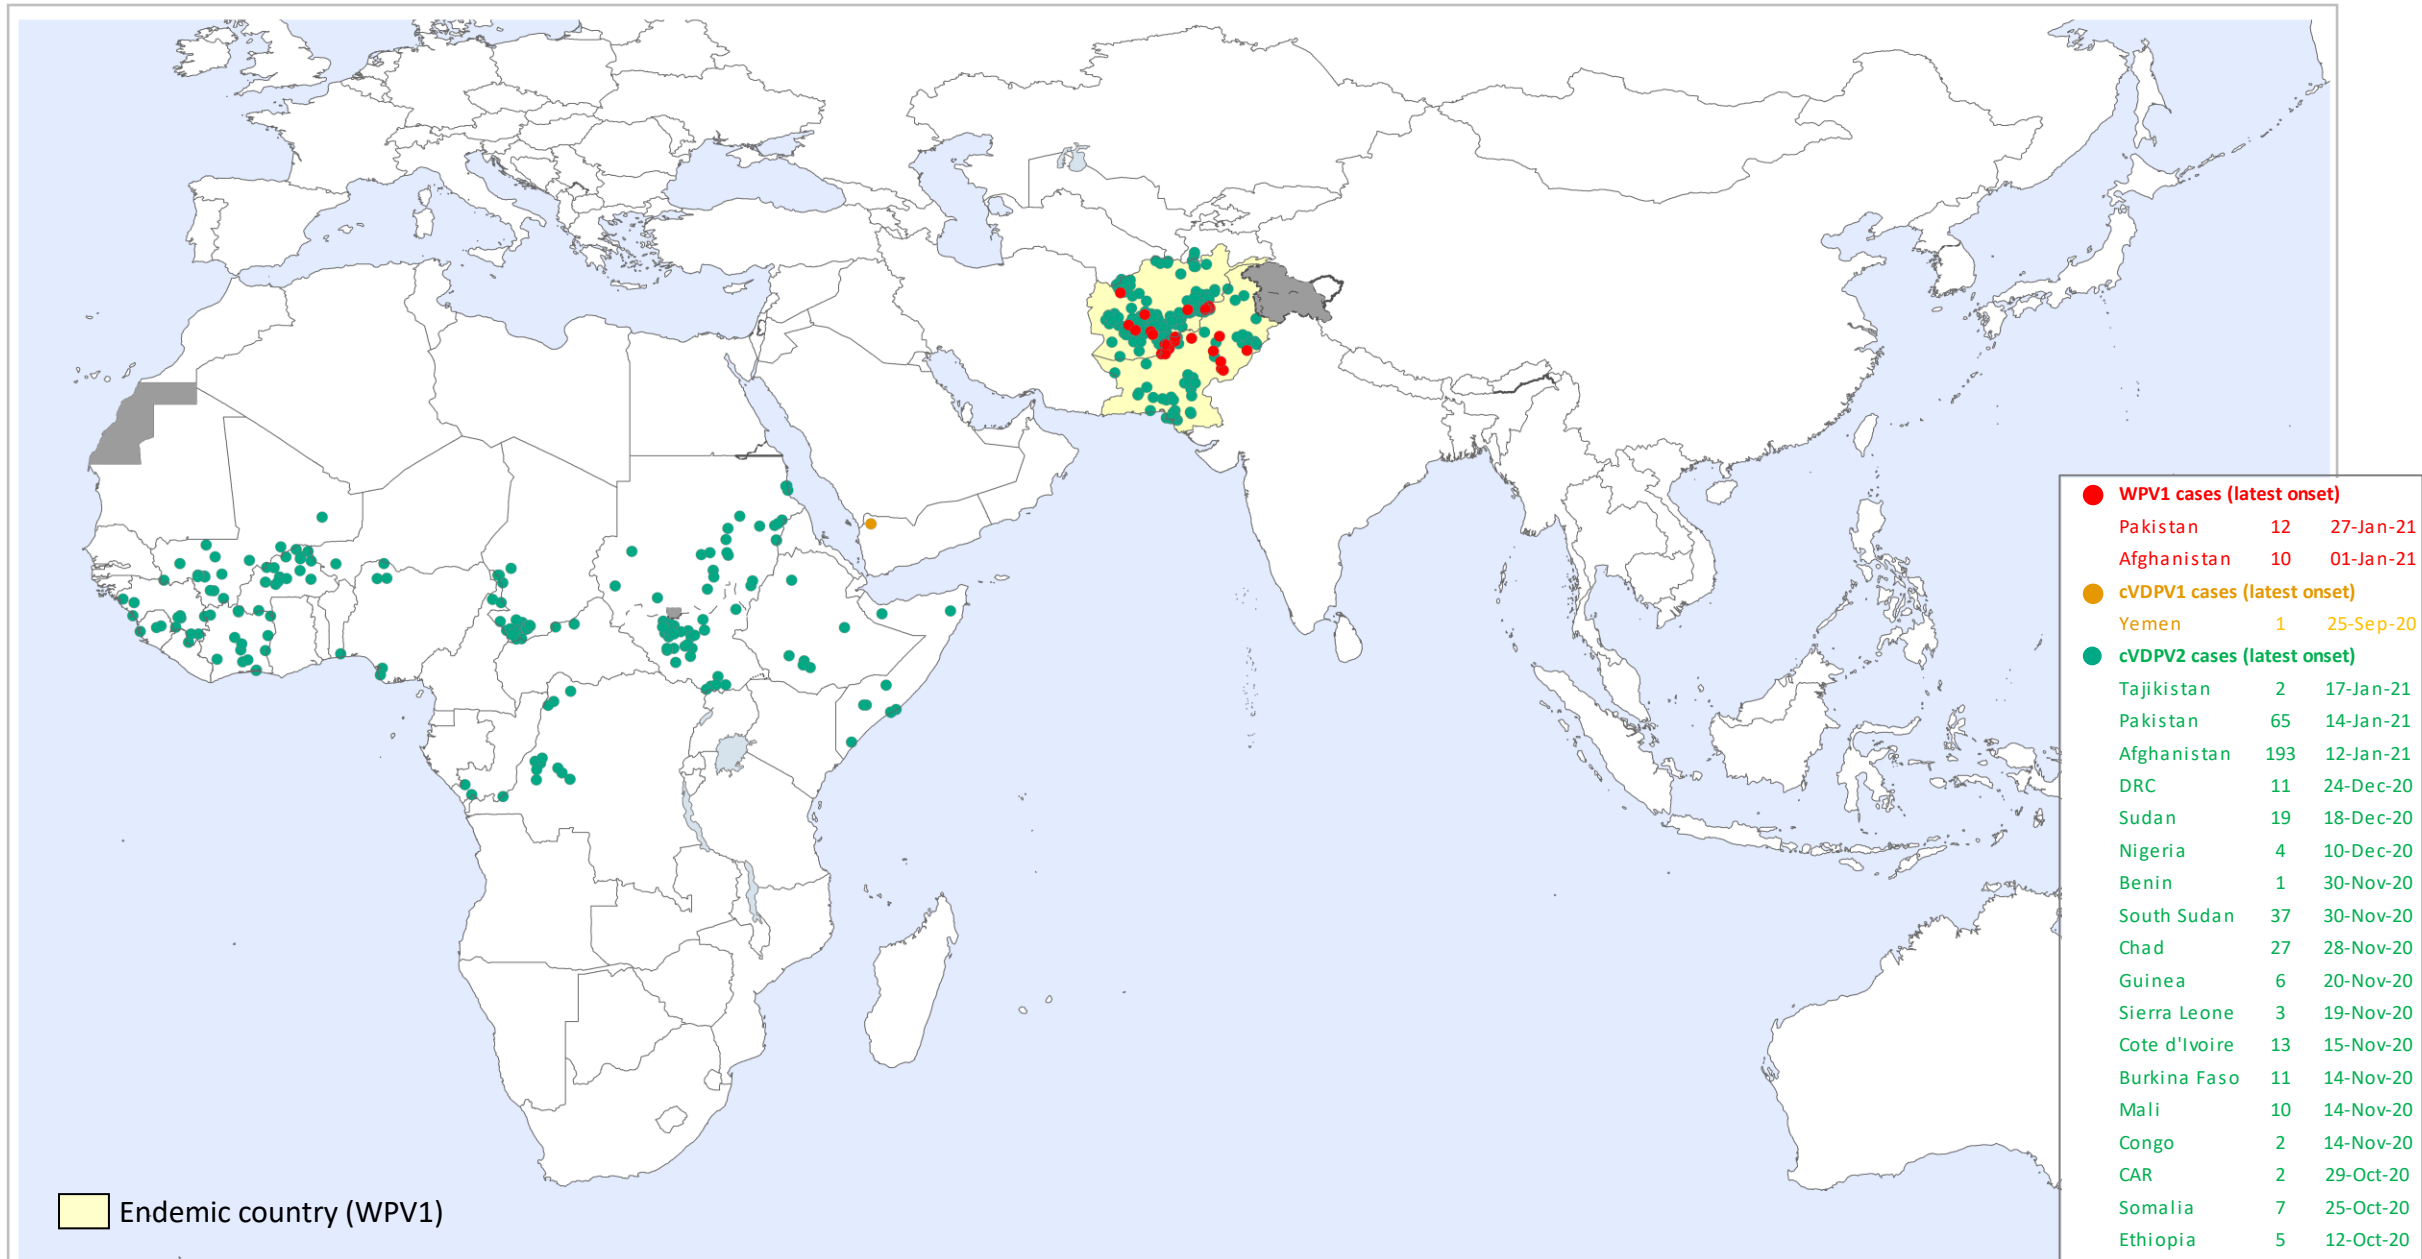 WPV1 cases (latest onset)
Pakistan 12 27-Jan-21
Afghanistan 10 01-Jan-21
cVDPV1 cases (latest onset)
Yemen 1 25-Sep-20
cVDPV2 cases (latest onset)
Tajikistan 2 17-Jan-21
Pakistan 65 14-Jan-21
Afghanistan 193 12-Jan-21
DRC 11 24-Dec-20
Sudan 19 18-Dec-20
Nigeria 4 10-Dec-20
Benin 1 30-Nov-20
South Sudan 37 30-Nov-20
Chad 27 28-Nov-20
Guinea 6 20-Nov-20
Sierra Leone 3 19-Nov-20
Cote d'Ivoire 13 15-Nov-20
Burkina Faso 11 14-Nov-20
Mali 10 14-Nov-20
Congo 2 14-Nov-20
CAR 2 29-Oct-20
Somalia 7 25-Oct-20
Ethiopia 5 12-Oct-20
Endemic country (WPV1)